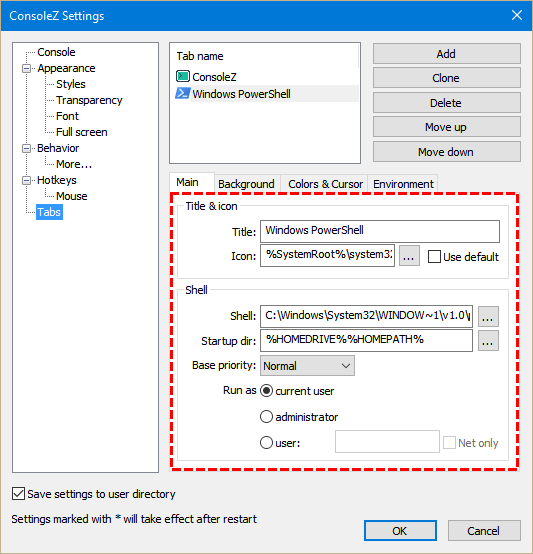 ConsoleZ Settings
Console
Appearance
Styles
Transparency
Font
Full screen
Behavior
More...
Hotkeys
Mouse
Tabs
Tab name
ConsoleZ
Windows PowerShell
Add
Clone
Delete
Move up
Move down
Main Background Colors & Cursor Environment
Title & icon
Title: Windows PowerShell
Icon: %SystemRoot%\system32 ... Use default
Shell
Shell: C:\Windows\System32\WINDOW~1\v1.0\ ...
Startup dir: %HOMEDRIVE%%HOMEPATH% ...
Base priority: Normal
Run as current user
administrator
user: Net only
Save settings to user directory
Settings marked with * will take effect after restart
OK Cancel